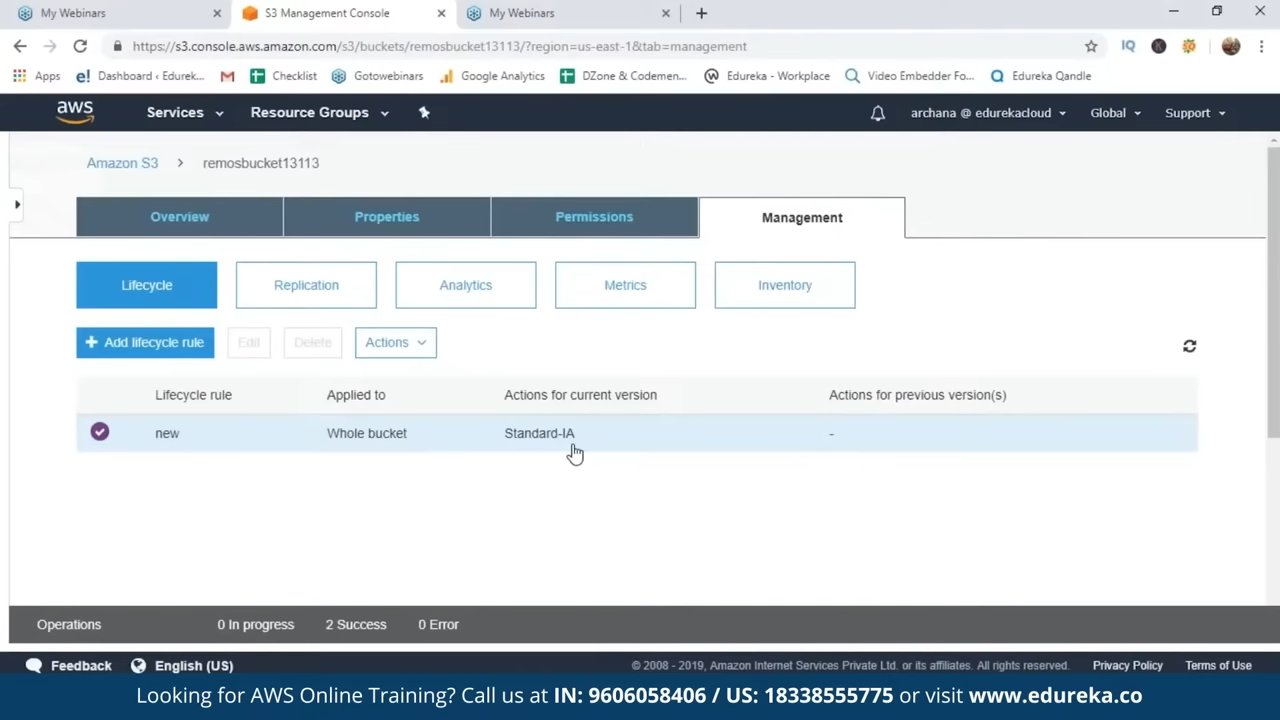 My Webinars
S3 Management Console
My Webinars
https://s3.console.aws.amazon.com/s3/buckets/remosbucket13113/?region=us-east-1&tab=management
IQ
Apps
e! Dashboard ‹ Edurek...
Checklist
Gotowebinars
Google Analytics
DZone & Codemen...
Edureka - Workplace
Video Embedder Fo...
Edureka Qandle
aws
Services
Resource Groups
archana @ edurekacloud
Global
Support
Amazon S3
remosbucket13113
Overview
Properties
Permissions
Management
Lifecycle
Replication
Analytics
Metrics
Inventory
+ Add lifecycle rule
Edit
Delete
Actions
Lifecycle rule
Applied to
Actions for current version
Actions for previous version(s)
new
Whole bucket
Standard-IA
-
Operations
0 In progress
2 Success
0 Error
Feedback
English (US)
© 2008 - 2019, Amazon Internet Services Private Ltd. or its affiliates. All rights reserved.
Privacy Policy
Terms of Use
Looking for AWS Online Training? Call us at IN: 9606058406 / US: 18338555775 or visit www.edureka.co